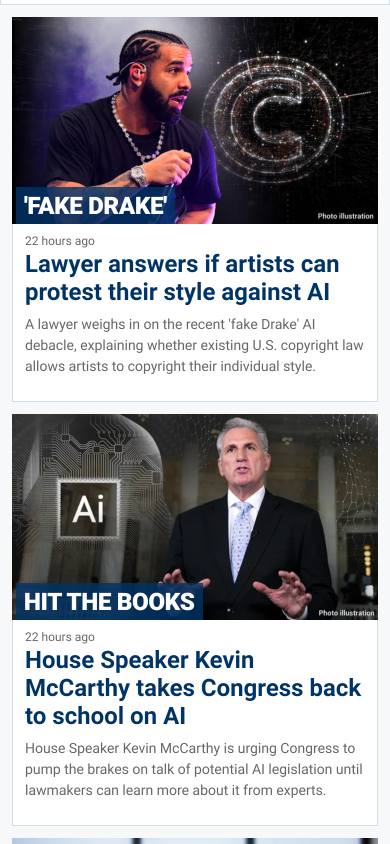 'FAKE DRAKE'
Photo illustration
22 hours ago
Lawyer answers if artists can
protest their style against AI
A lawyer weighs in on the recent 'fake Drake' AI
debacle, explaining whether existing U.S. copyright law
allows artists to copyright their individual style.
Ai
HIT THE BOOKS
Photo illustration
22 hours ago
House Speaker Kevin
McCarthy takes Congress back
to school on AI
House Speaker Kevin McCarthy is urging Congress to
pump the brakes on talk of potential AI legislation until
lawmakers can learn more about it from experts.